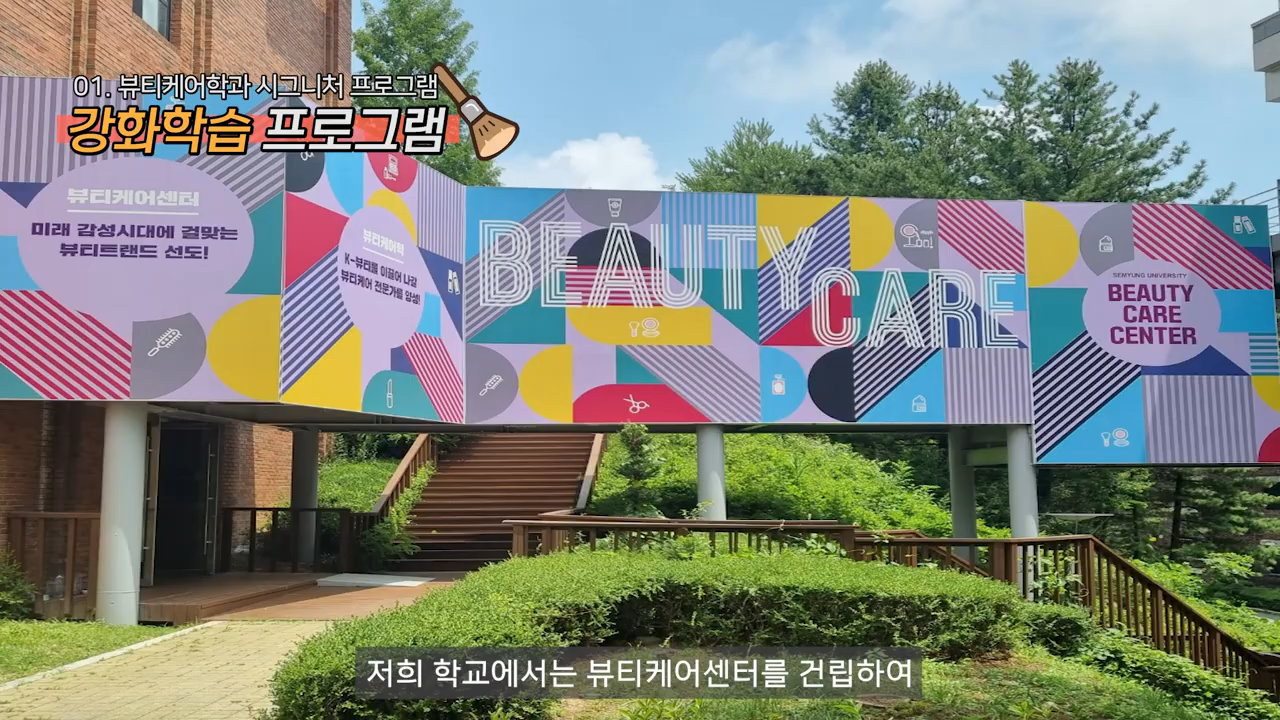 01. 뷰티케어학과 시그니처 프로그램
강화학습 프로그램
뷰티케어센터
미래 감성시대에 걸맞는
뷰티트랜드 선도!
뷰티케어학
K-뷰티를 이끌어 나갈
뷰티케어 전문가를 양성!
BEAUTY
CARE
SEMYUNG UNIVERSITY
BEAUTY
CARE
CENTER
저희 학교에서는 뷰티케어센터를 건립하여